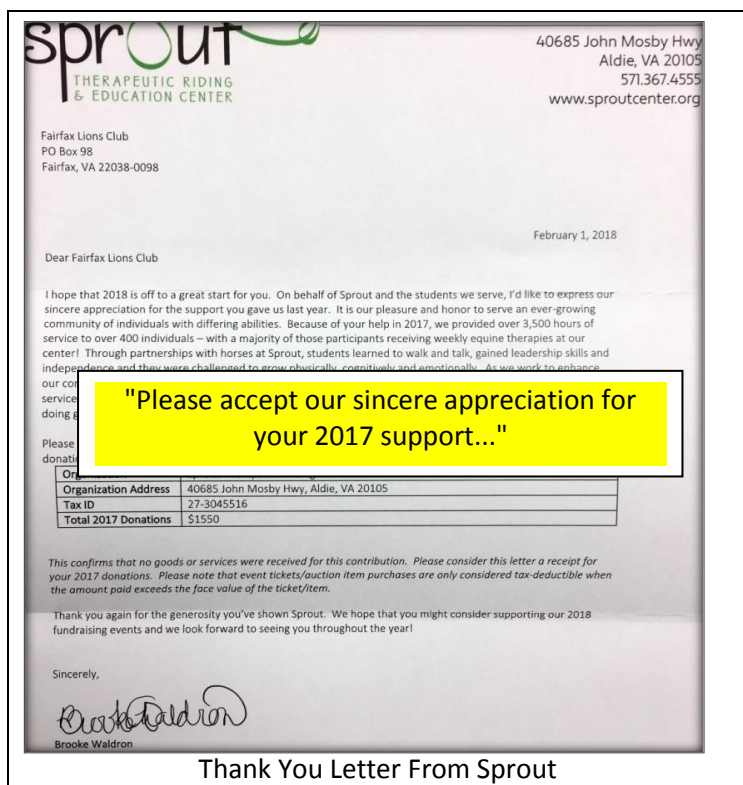 sprout
THERAPEUTIC RIDING
& EDUCATION CENTER
40685 John Mosby Hwy
Aldie, VA 20105
571.367.4555
www.sproutcenter.org
Fairfax Lions Club
PO Box 98
Fairfax, VA 22038-0098
February 1, 2018
Dear Fairfax Lions Club
I hope that 2018 is off to a great start for you. On behalf of Sprout and the students we serve, I'd like to express our
sincere appreciation for the support you gave us last year. It is our pleasure and honor to serve an ever-growing
community of individuals with differing abilities. Because of your help in 2017, we provided over 3,500 hours of
service to over 400 individuals – with a majority of those participants receiving weekly equine therapies at our
center! Through partnerships with horses at Sprout, students learned to walk and talk, gained leadership skills and
independence and they were challenged to grow physically, cognitively and emotionally. As we work to enhance
our
service
doing
"Please accept our sincere appreciation for
your 2017 support..."
Please
Organization Address 40685 John Mosby Hwy, Aldie, VA 20105
Tax ID 27-3045516
Total 2017 Donations $1550
This confirms that no goods or services were received for this contribution. Please consider this letter a receipt for
your 2017 donations. Please note that event tickets/auction item purchases are only considered tax-deductible when
the amount paid exceeds the face value of the ticket/item.
Thank you again for the generosity you've shown Sprout. We hope that you might consider supporting our 2018
fundraising events and we look forward to seeing you throughout the year!
Sincerely,
Brooke Waldron
Brooke Waldron
Thank You Letter From Sprout